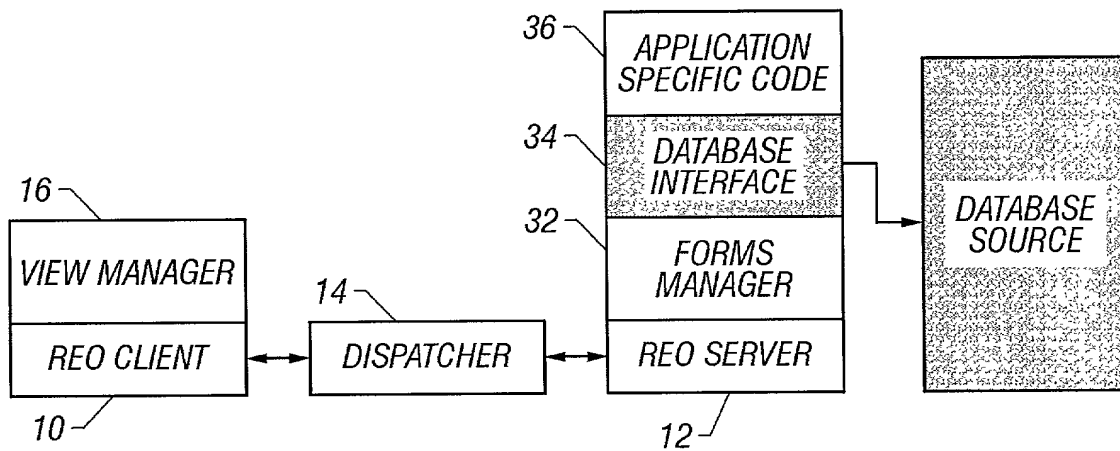 36
APPLICATION
SPECIFIC CODE
34
DATABASE
INTERFACE
DATABASE
SOURCE
16
32
VIEW MANAGER
FORMS
MANAGER
14
REO CLIENT
DISPATCHER
REO SERVER
10
12